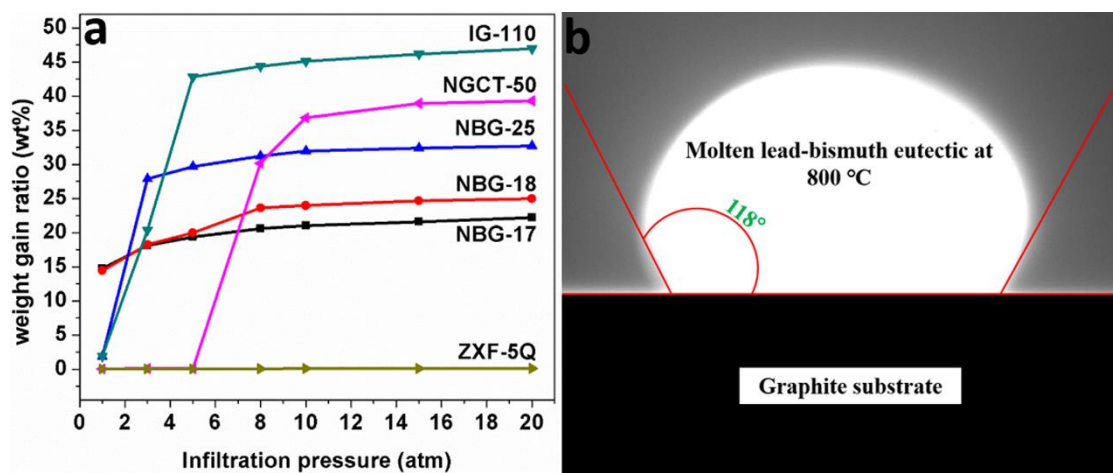 a
50
45
40
35
30
25
20
15
10
5
0
weight gain ratio (wt%)
IG-110
NGCT-50
NBG-25
NBG-18
NBG-17
ZXF-5Q
0 2 4 6 8 10 12 14 16 18 20
Infiltration pressure (atm)
b
Molten lead-bismuth eutectic at
800 °C
118°
Graphite substrate